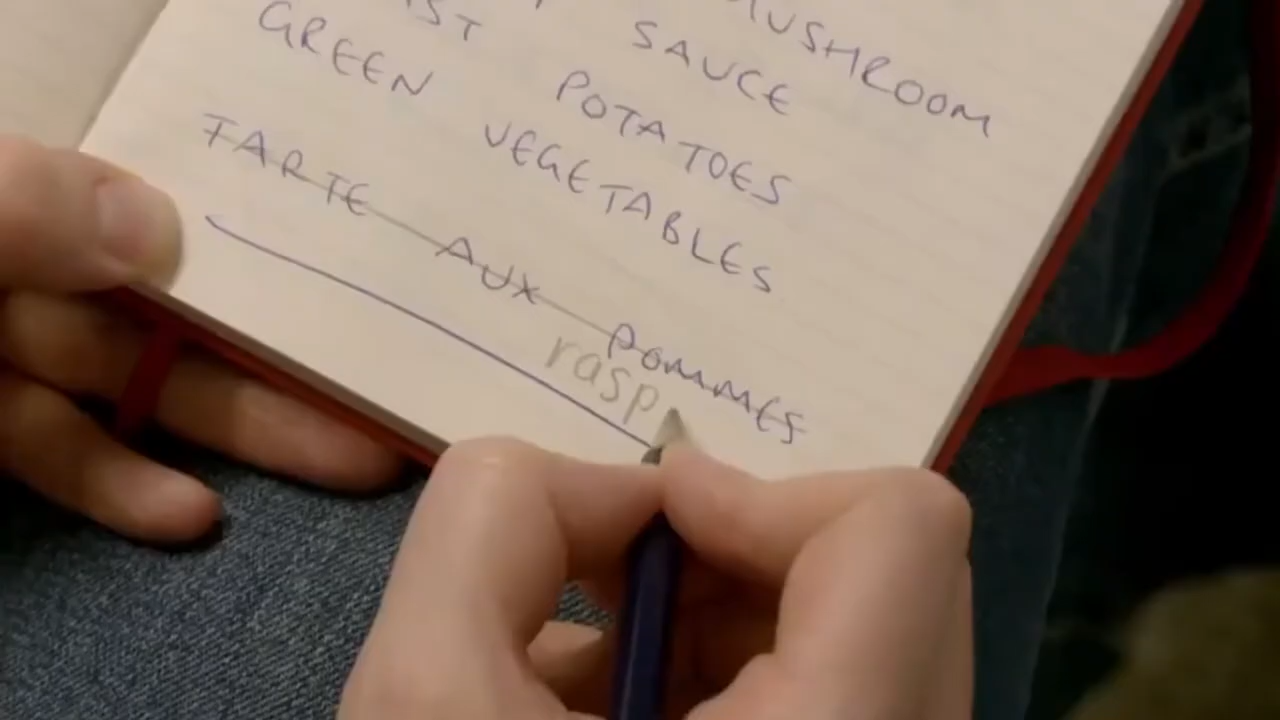 MUSHROOM
SAUCE
POTATOES
GREEN VEGETABLES
TARTE AUX POMMES
rasp